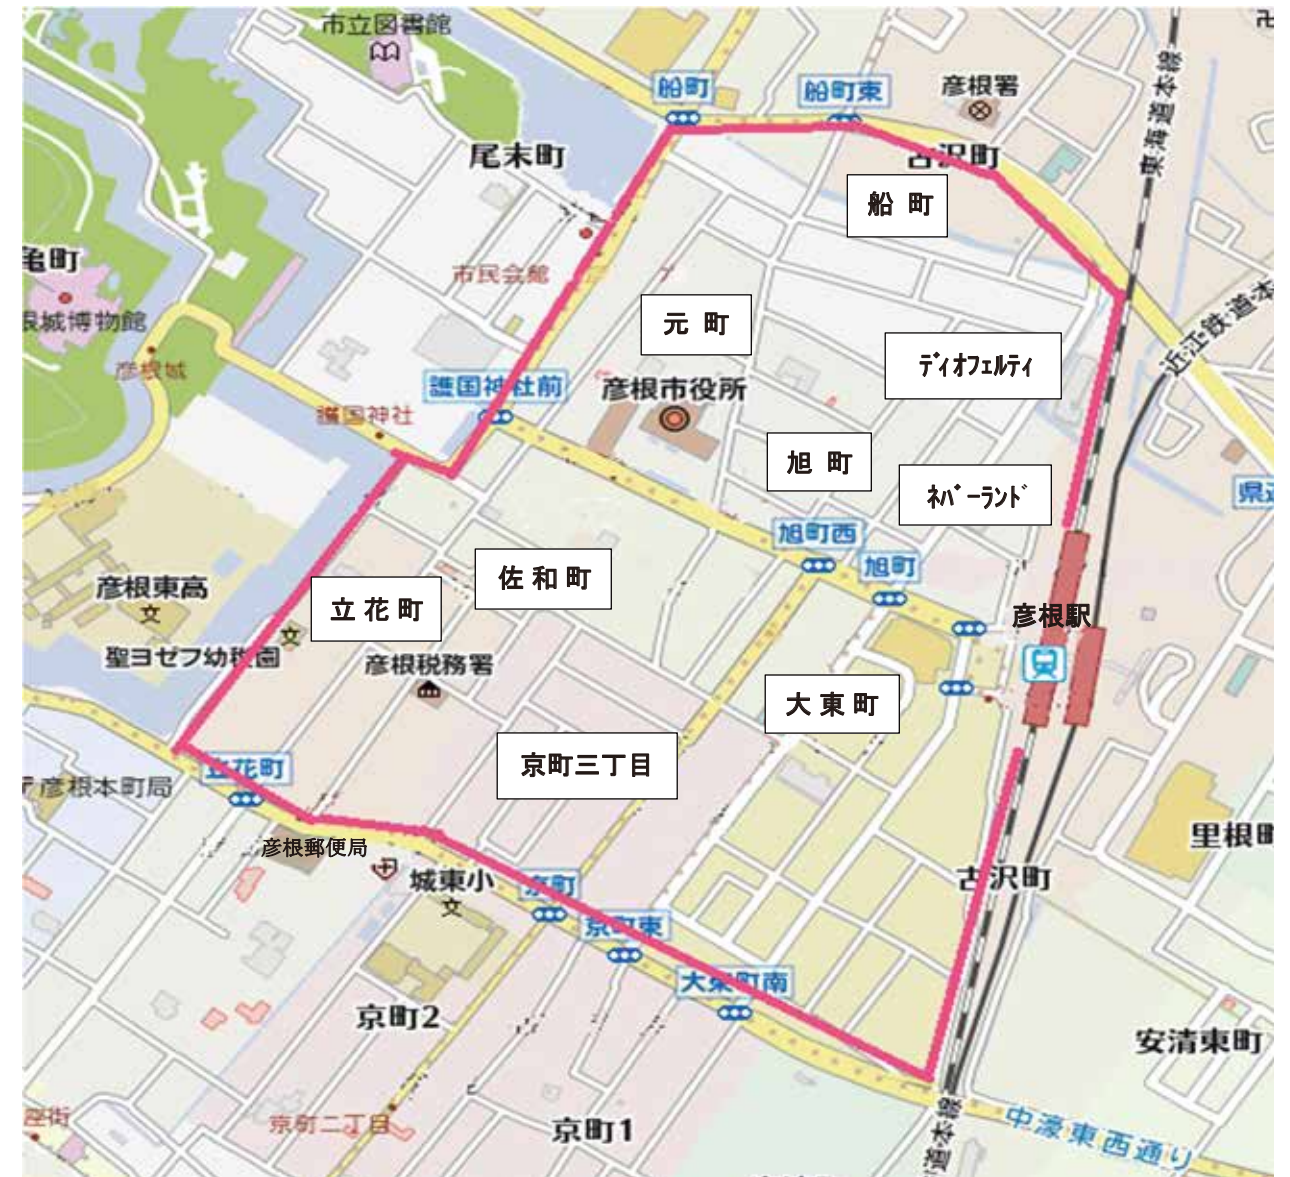 市立図書館
船町
船町東
彦根署
東海道本線
尾末町
古沢町
船 町
市民会館
元 町
ディオフェルティ
近江鉄道本
彦根城
護国神社前
彦根市役所
護国神社
旭 町
ネバーランド
旭町西
旭町
彦根東高
佐 和 町
立 花 町
彦根駅
聖ヨゼフ幼稚園
彦根税務署
大 東 町
京町三丁目
立花町
彦根本町局
彦根郵便局
城東小
京町
京町東
古沢町
里根町
大東町南
京町2
安清東町
京町二丁目
京町1
中濠東西通り
道本線
座街
亀町
根城博物館